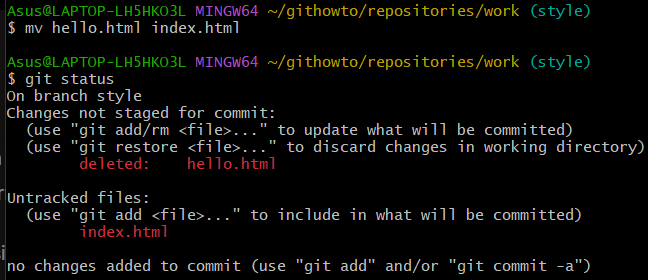 Asus@LAPTOP-LH5HKO3L MINGW64 ~/githowto/repositories/work (style)
$ mv hello.html index.html

Asus@LAPTOP-LH5HKO3L MINGW64 ~/githowto/repositories/work (style)
$ git status
On branch style
Changes not staged for commit:
  (use "git add/rm <file>..." to update what will be committed)
  (use "git restore <file>..." to discard changes in working directory)
        deleted:    hello.html

Untracked files:
  (use "git add <file>..." to include in what will be committed)
        index.html

no changes added to commit (use "git add" and/or "git commit -a")